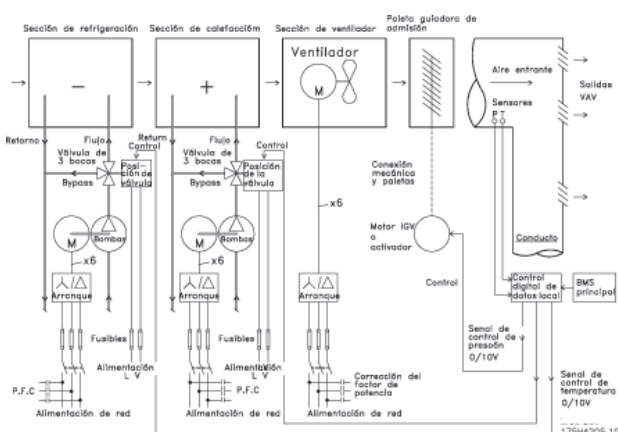 Sección de refrigeración
Sección de calefacción
Sección de ventilador
Paleta guiadora de
admisión
Ventilador
M
Aire entrante
Salidas
VAV
Sensores
P T
Retorno
Flujo
Válvula de
3 bocas
Bypass
Control
Posi-
ción de
válvula
Return
Flujo
Válvula de
3 bocas
Bypass
Control
Posición
de la
válvula
Conexión
mecánica
y paletas
x6
M
Bombas
x6
M
Bombas
x6
Motor IGV
o
activador
Conducto
Arranque
Arranque
Arranque
Control
Control
digital de
datos local
BMS
principal
Fusibles
Fusibles
Senal de
control de
presoón
0/10V
Alimentación
L V
Alimentación
L V
P.F.C
P.F.C
Corracción del
factor de
potencia
Senal de
control de
temperatura
0/10V
Alimentación de red
Alimentación de red
Alimentación de red